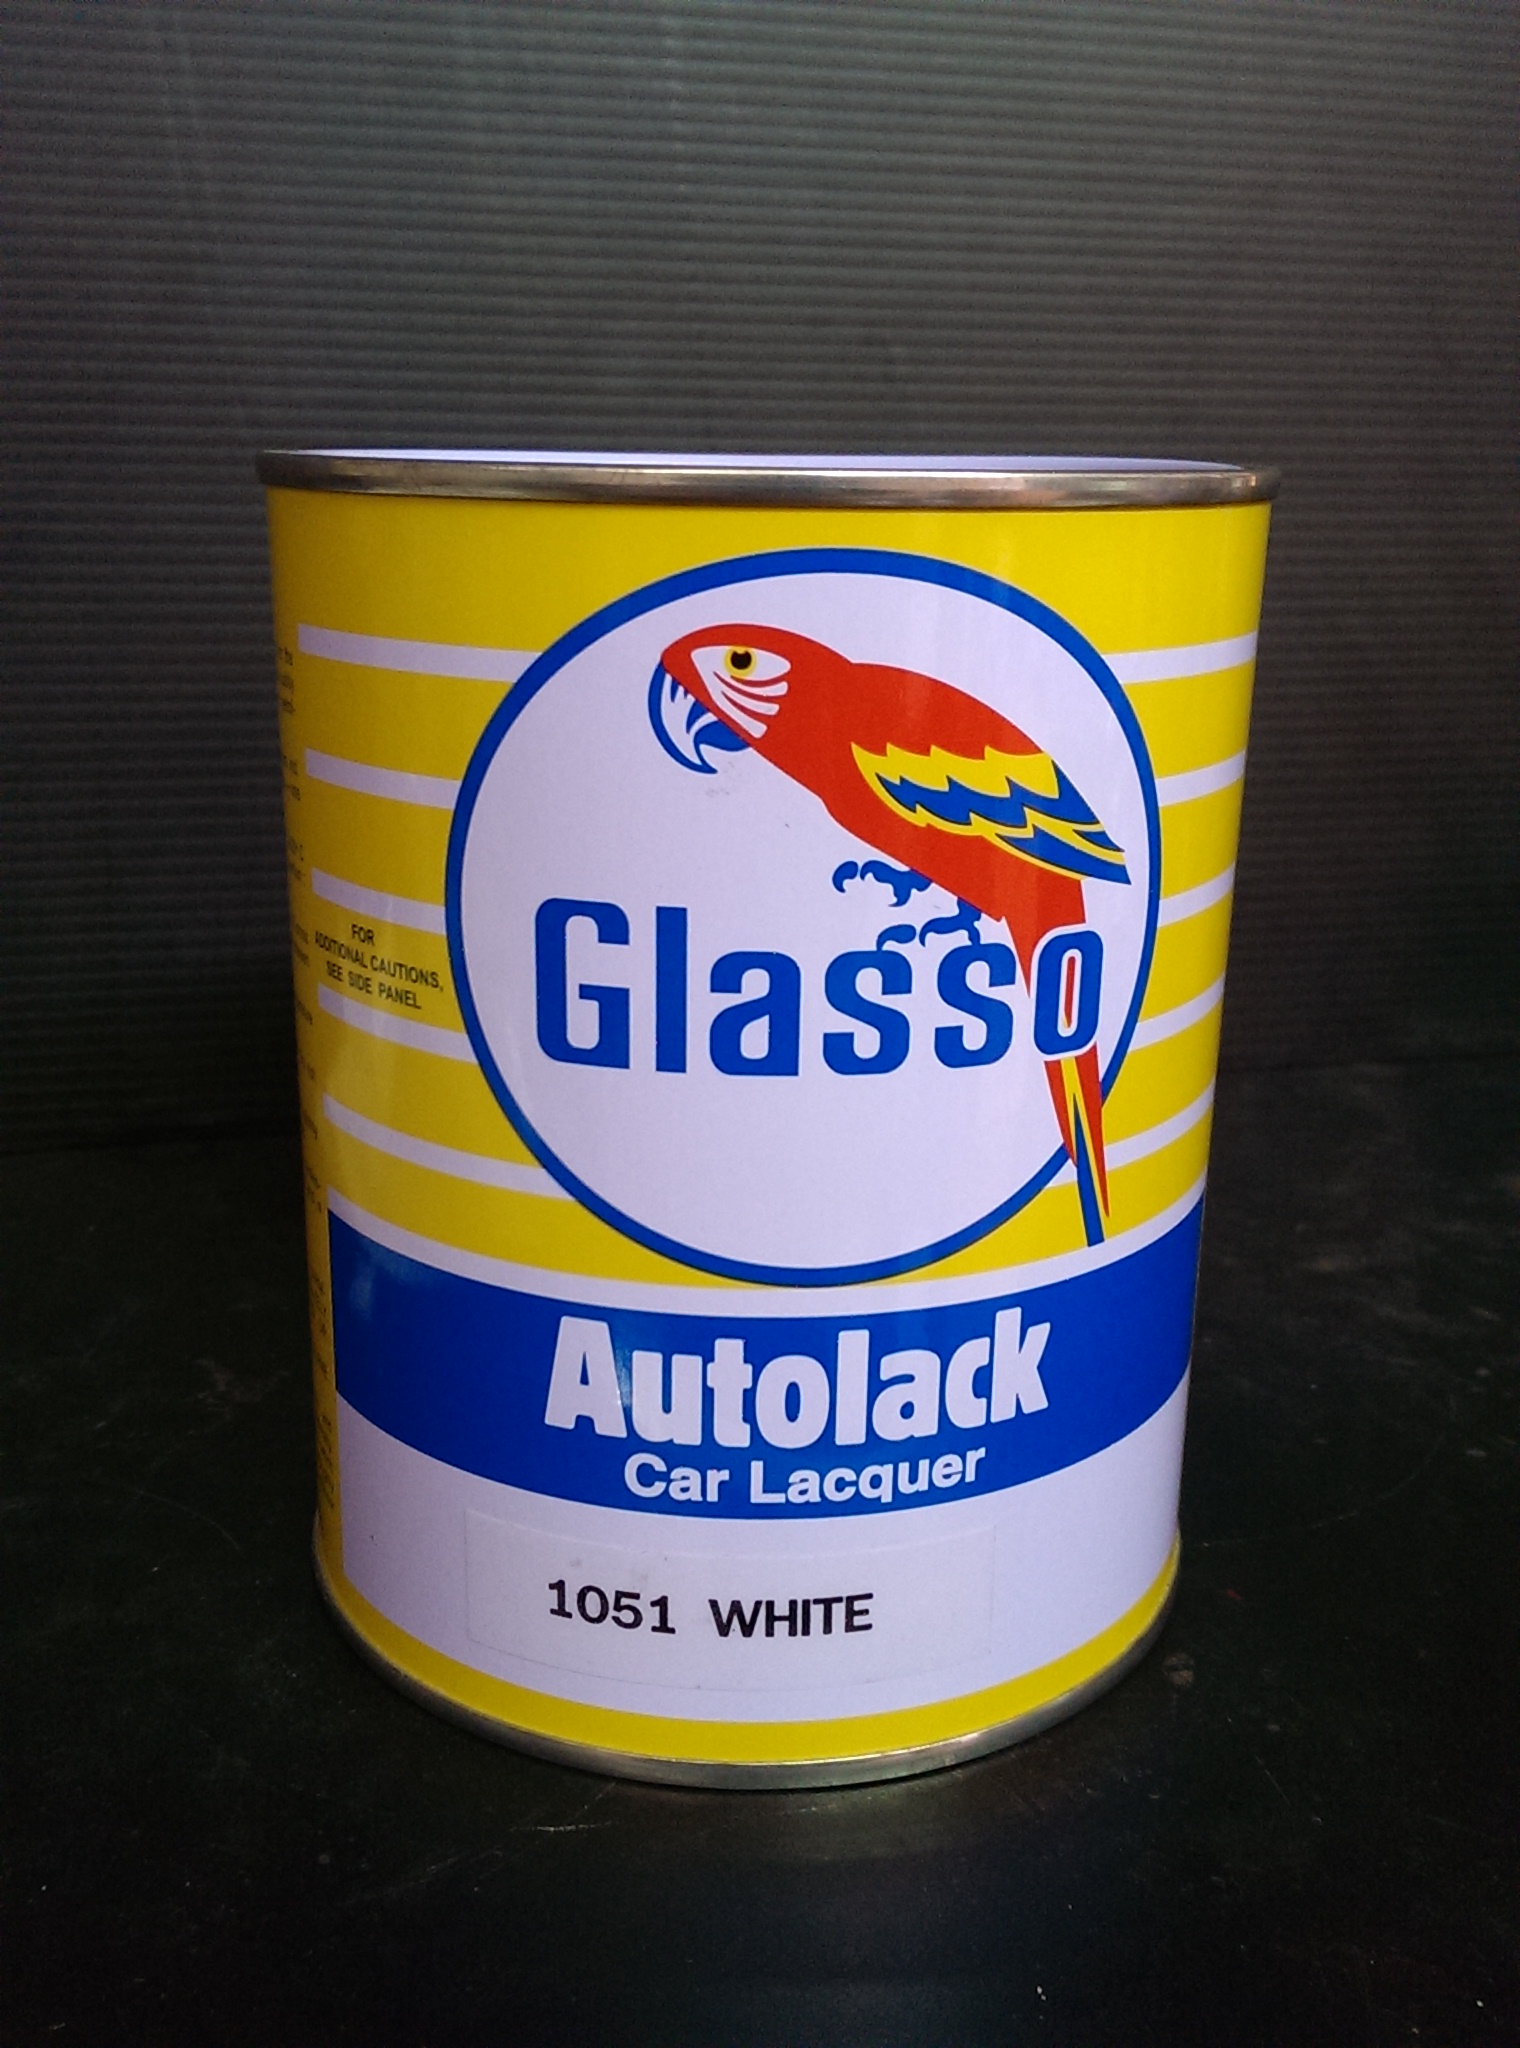 Glasso
FOR
ADDITIONAL CAUTIONS,
SEE SIDE PANEL
Autolack
Car Lacquer
1051 WHITE